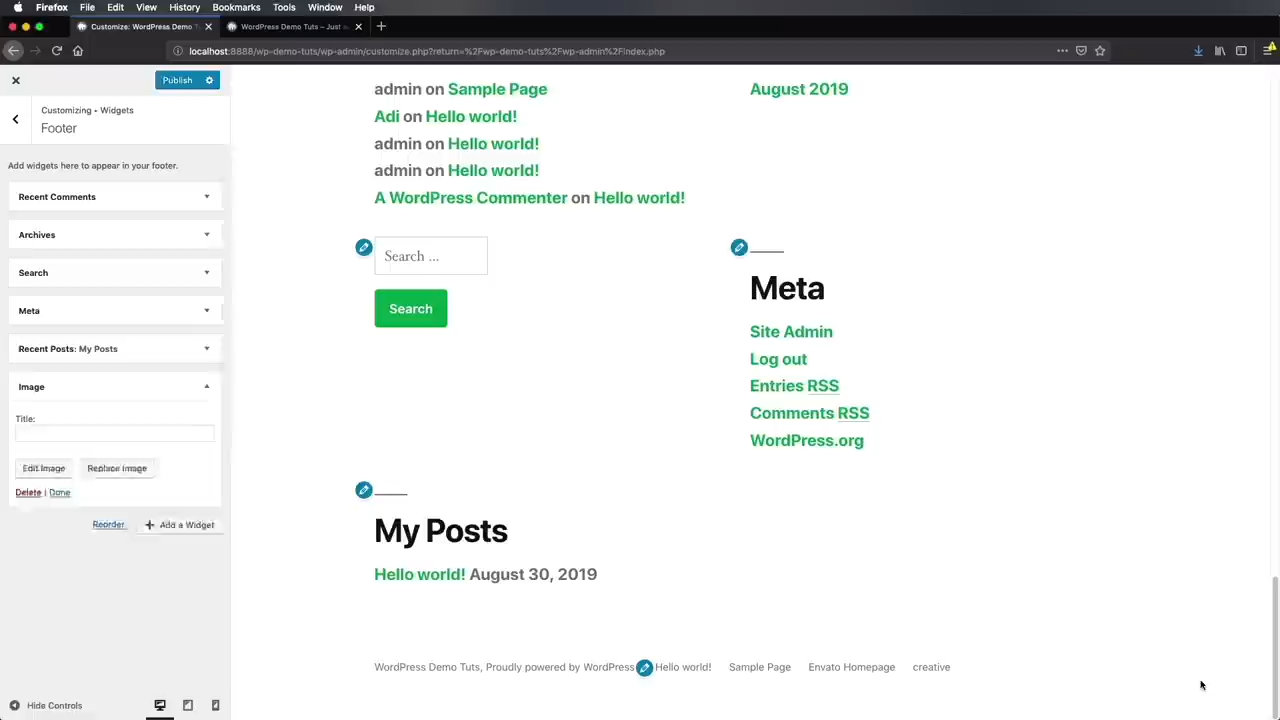 Firefox File Edit View History Bookmarks Tools Window Help
Customize: WordPress Demo T
WordPress Demo Tuts – Just
localhost:8888/wp-demo-tuts/wp-admin/customize.php?return=%2Fwp-demo-tuts%2Fwp-admin%2Findex.php
Publish
Customizing ▸ Widgets
Footer
Add widgets here to appear in your footer.
Recent Comments
Archives
Search
Meta
Recent Posts: My Posts
Image
Title:
Edit Image Replace Image
Delete | Done
Reorder Add a Widget
Hide Controls
admin on Sample Page
Adi on Hello world!
admin on Hello world!
admin on Hello world!
A WordPress Commenter on Hello world!
August 2019
Search ...
Search
Meta
Site Admin
Log out
Entries RSS
Comments RSS
WordPress.org
My Posts
Hello world! August 30, 2019
WordPress Demo Tuts, Proudly powered by WordPress Hello world! Sample Page Envato Homepage creative